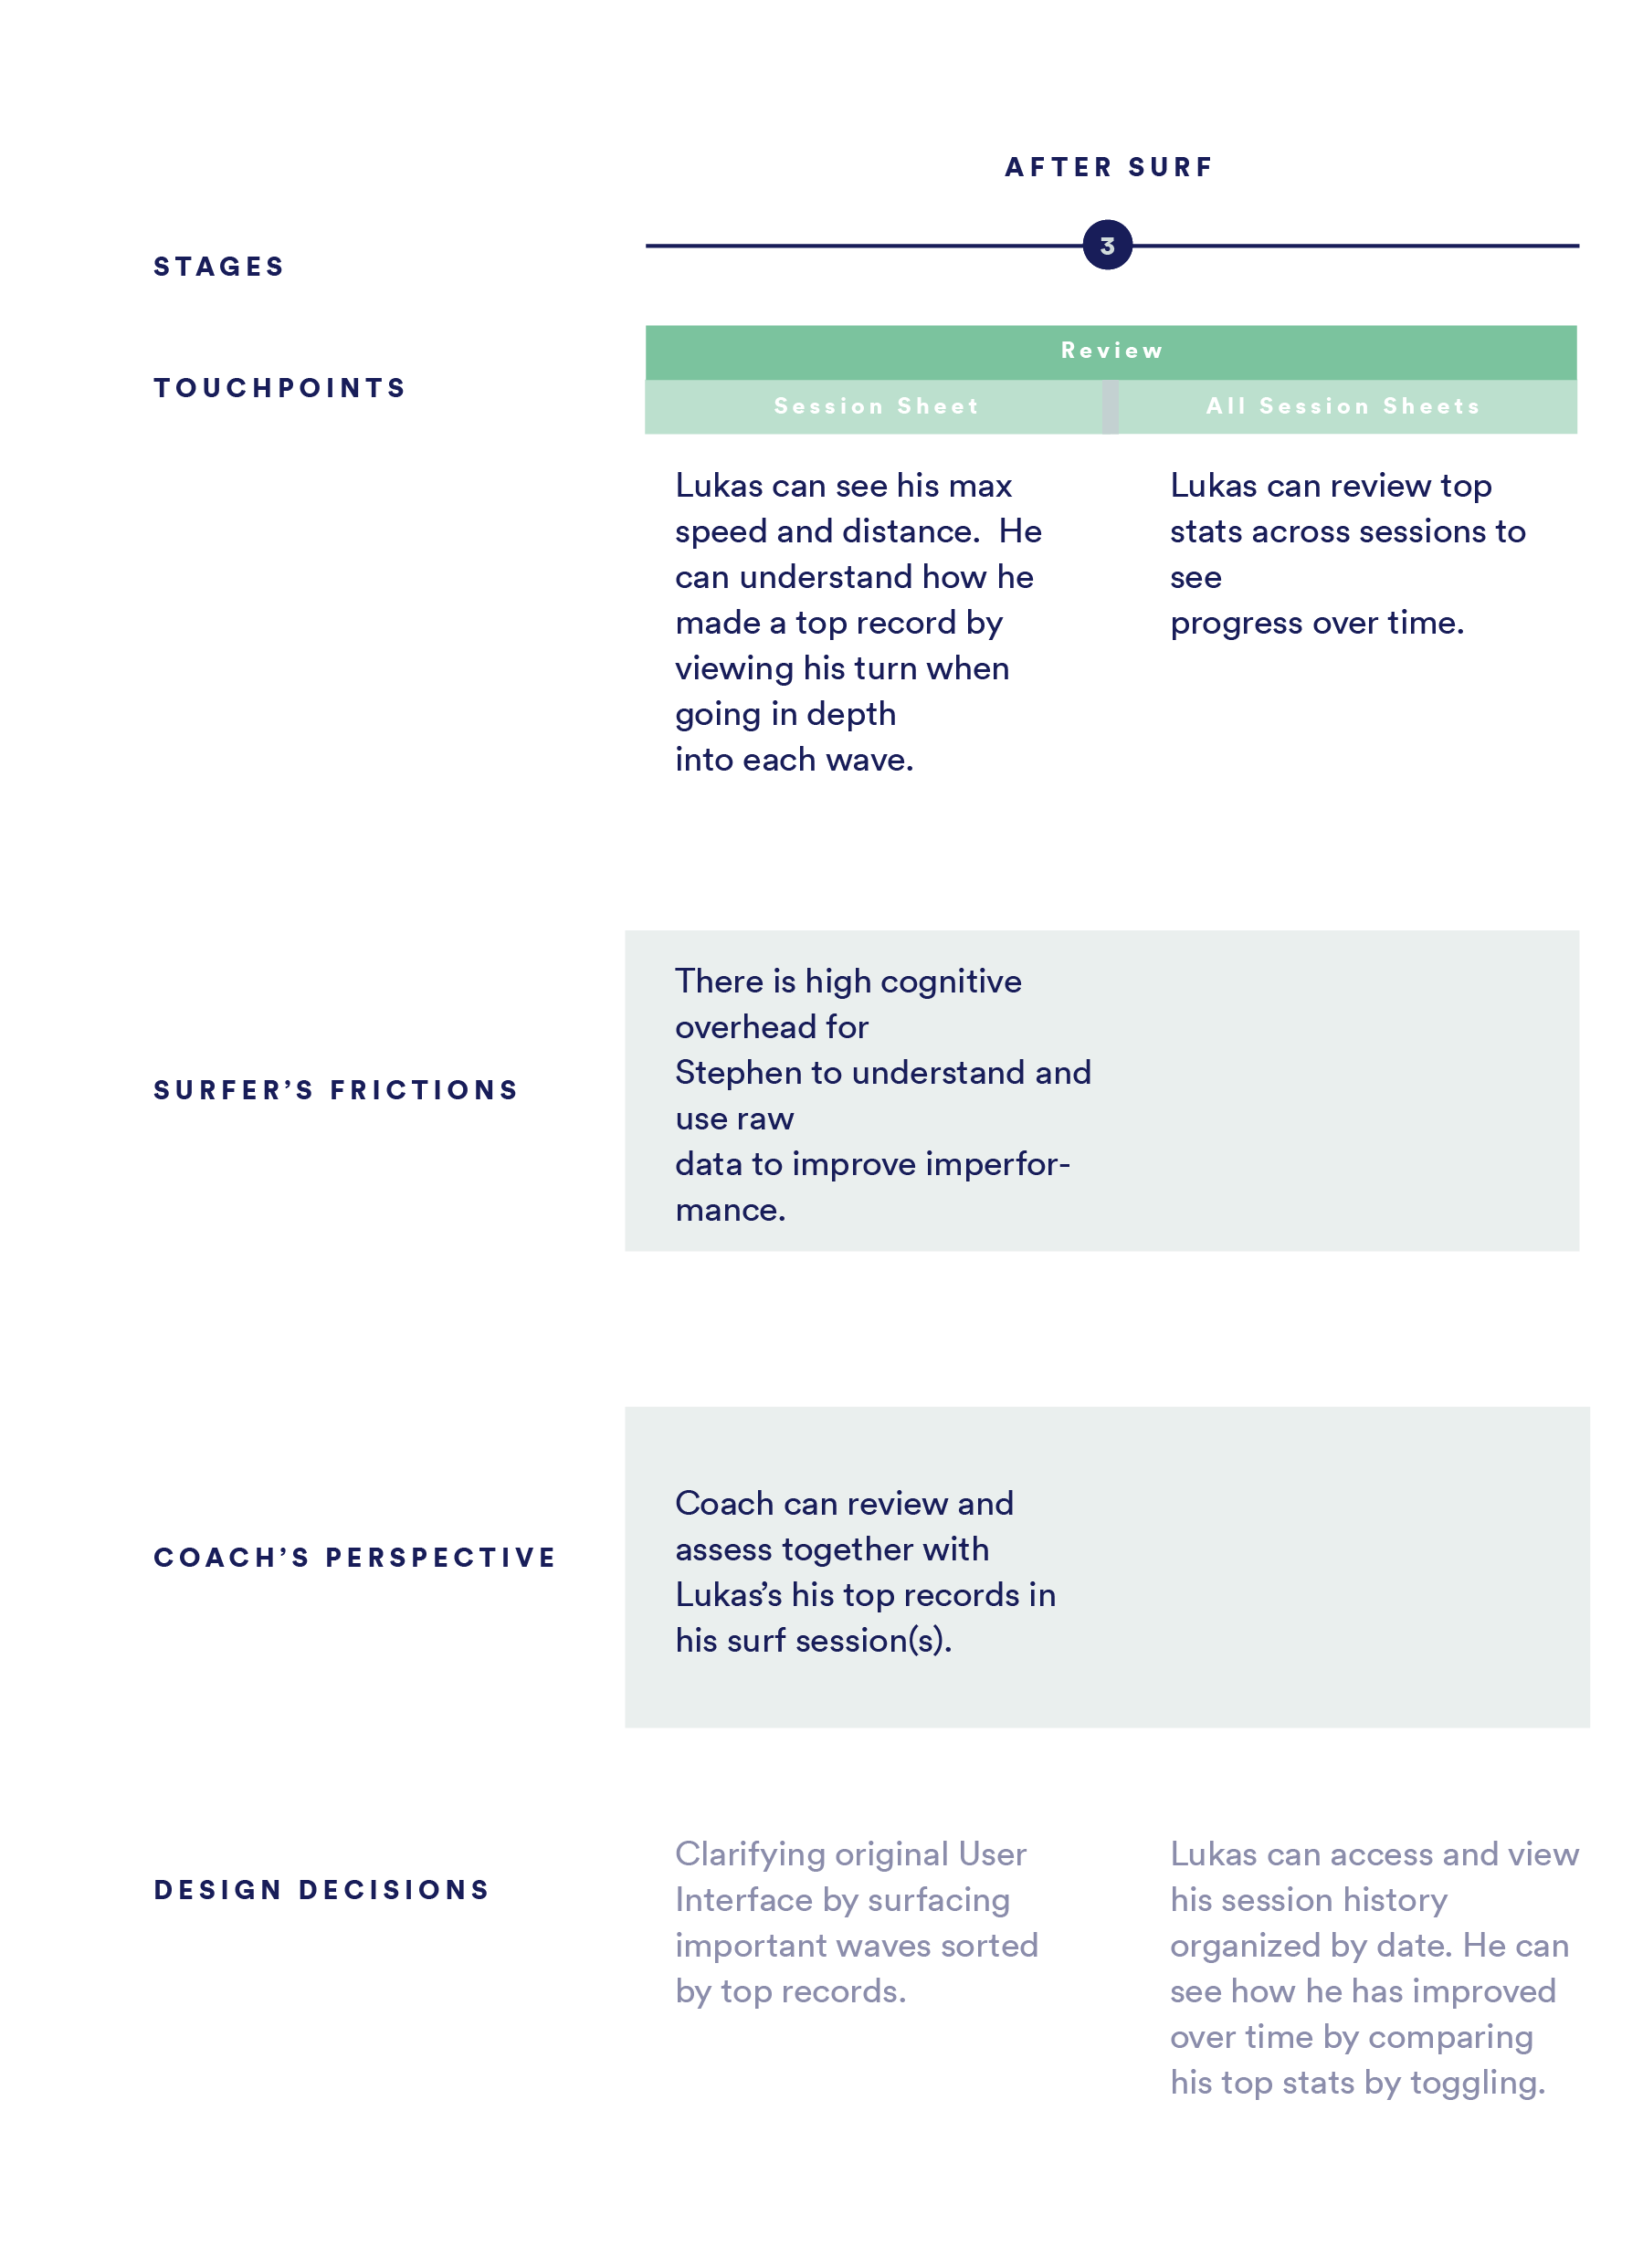 AFTER SURF
STAGES
3
TOUCHPOINTS
Review
Session Sheet
All Session Sheets
Lukas can see his max
speed and distance.  He
can understand how he
made a top record by
viewing his turn when
going in depth
into each wave.
Lukas can review top
stats across sessions to
see
progress over time.
SURFER’S FRICTIONS
There is high cognitive
overhead for
Stephen to understand and
use raw
data to improve imperfor-
mance.
COACH’S PERSPECTIVE
Coach can review and
assess together with
Lukas’s his top records in
his surf session(s).
DESIGN DECISIONS
Clarifying original User
Interface by surfacing
important waves sorted
by top records.
Lukas can access and view
his session history
organized by date. He can
see how he has improved
over time by comparing
his top stats by toggling.